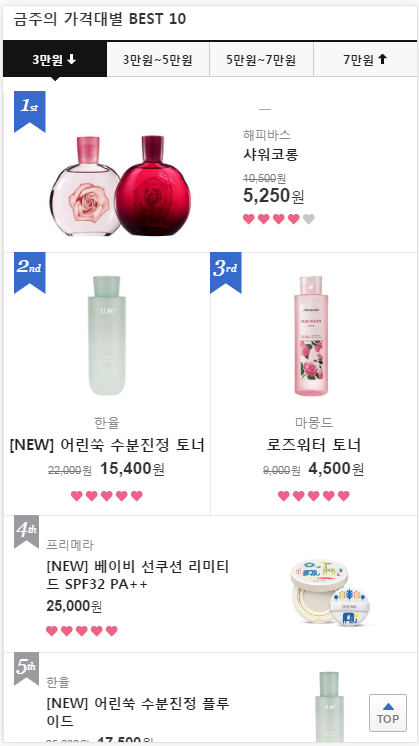 금주의 가격대별 BEST 10
3만원 ↓
3만원~5만원
5만원~7만원
7만원 ↑
1st
해피바스
샤워코롱
10,500원
5,250원
2nd
한율
[NEW] 어린쑥 수분진정 토너
22,000원 15,400원
3rd
마몽드
로즈워터 토너
9,000원 4,500원
4th
프리메라
[NEW] 베이비 선쿠션 리미티
드 SPF32 PA++
25,000원
5th
한율
[NEW] 어린쑥 수분진정 플루
이드
17,500원
TOP